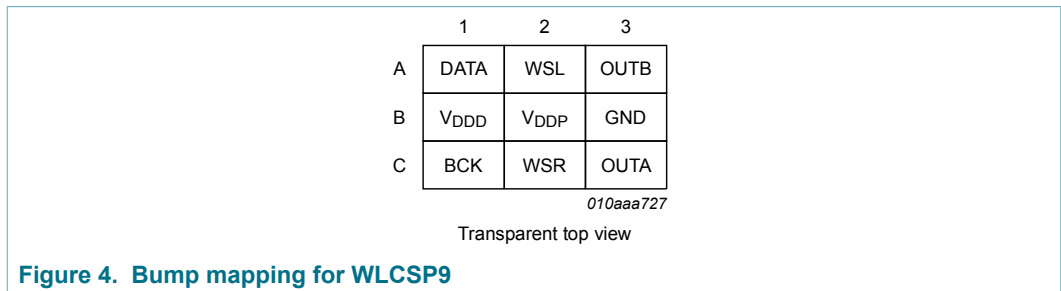 1 2 3
A DATA WSL OUTB
B VDDD VDDP GND
C BCK WSR OUTA
010aaa727
Transparent top view
Figure 4. Bump mapping for WLCSP9